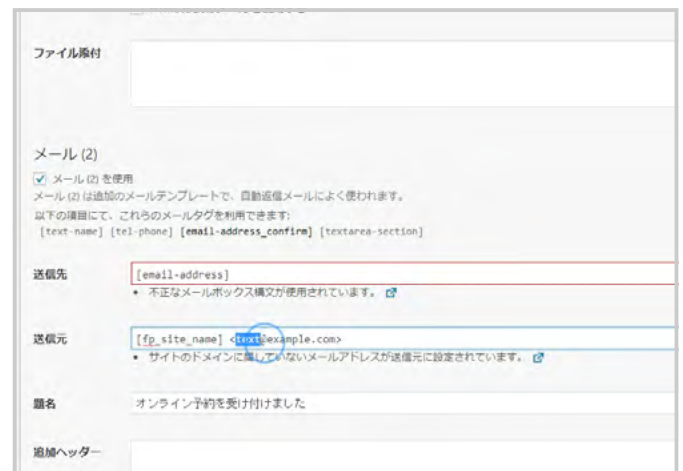 ファイル添付
メール (2)
メール (2) を使用
メール (2) は追加のメールテンプレートで、自動返信メールによく使われます。
以下の項目にて、これらのメールタグを利用できます:
[text-name] [tel-phone] [email-address_confirm] [textarea-section]
送信先
[email-address]
• 不正なメールボックス構文が使用されています。
送信元
[fp_site_name] <text@example.com>
• サイトのドメインに属していないメールアドレスが送信元に設定されています。
題名
オンライン予約を受け付けました
追加ヘッダー